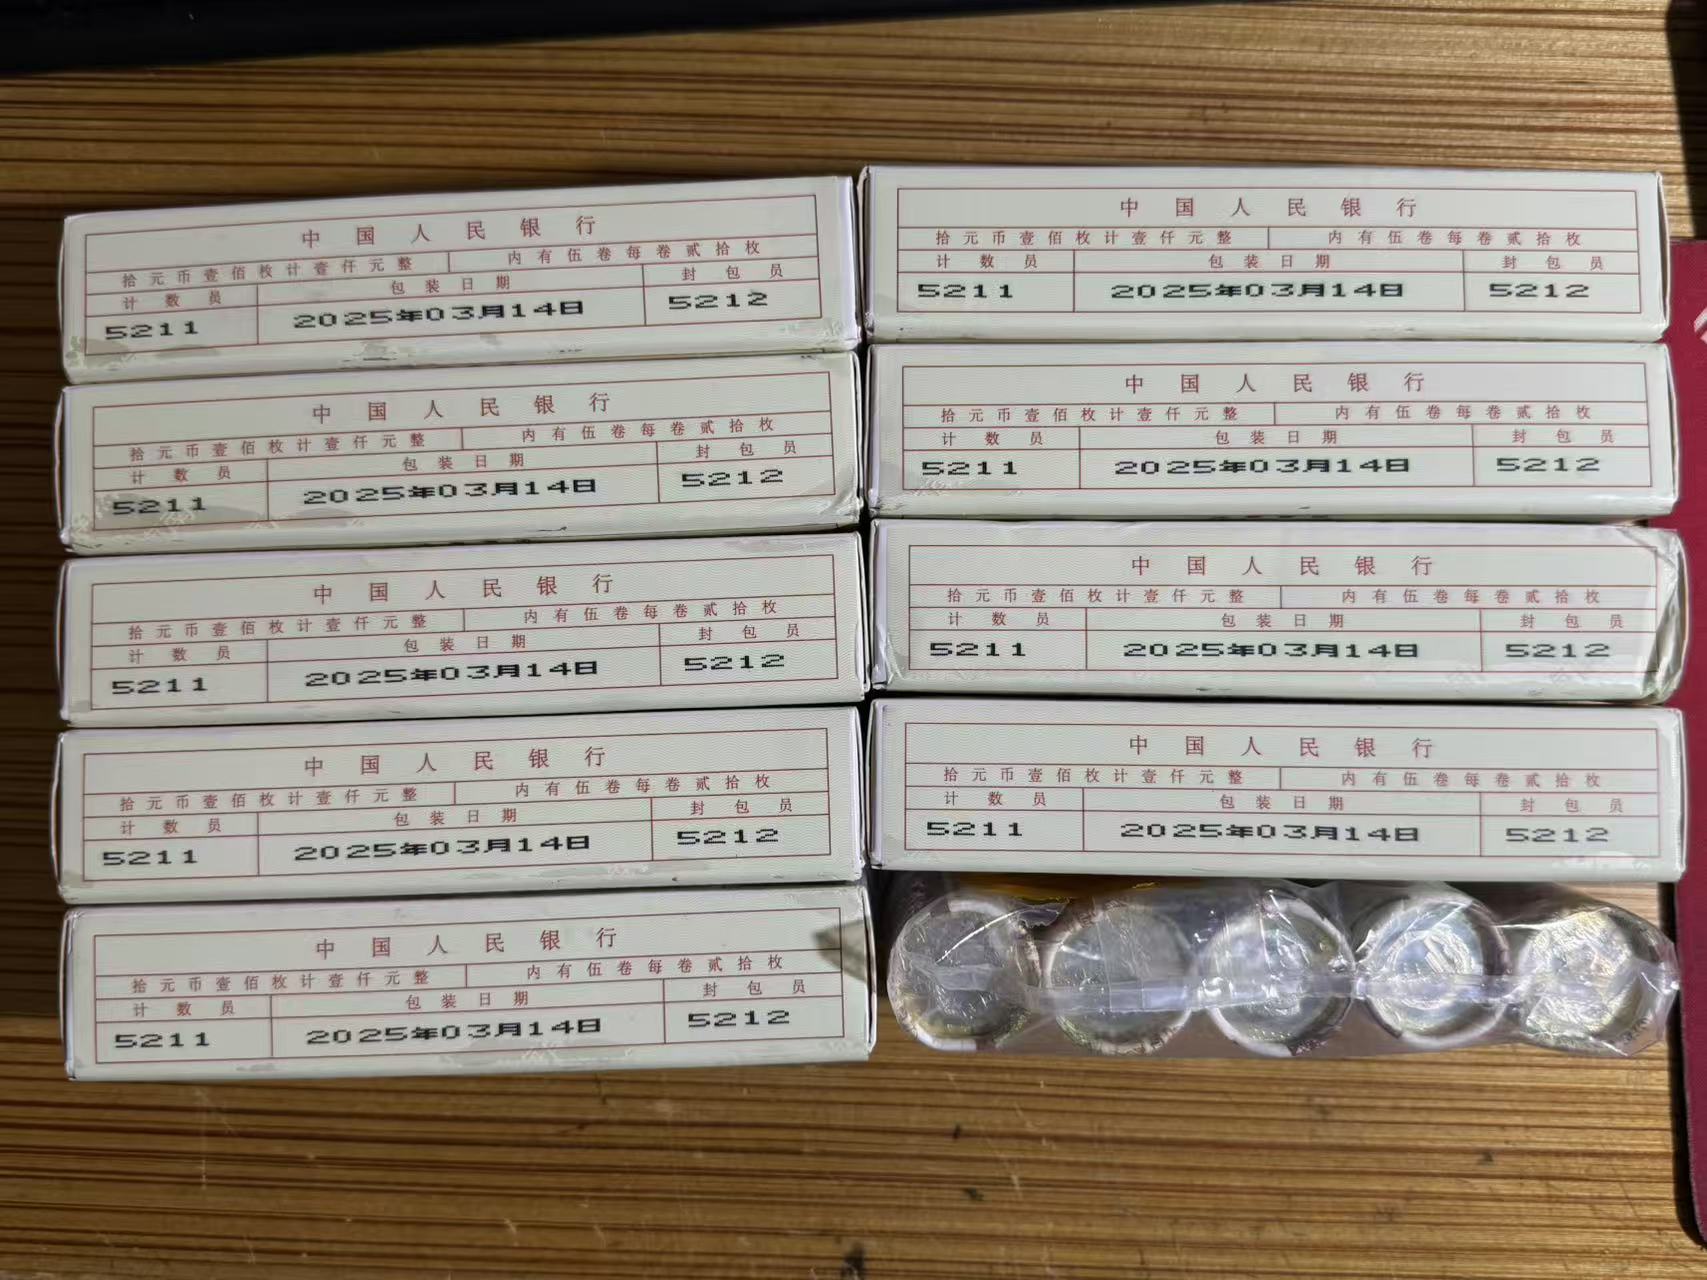 中国人民银行
拾元币壹佰枚计壹仟元整 内有伍卷每卷贰拾枚
计数员 包装日期 封包员
5211 2025年03月14日 5212
中国人民银行
拾元币壹佰枚计壹仟元整 内有伍卷每卷贰拾枚
计数员 包装日期 封包员
5211 2025年03月14日 5212
中国人民银行
拾元币壹佰枚计壹仟元整 内有伍卷每卷贰拾枚
计数员 包装日期 封包员
5211 2025年03月14日 5212
中国人民银行
拾元币壹佰枚计壹仟元整 内有伍卷每卷贰拾枚
计数员 包装日期 封包员
5211 2025年03月14日 5212
中国人民银行
拾元币壹佰枚计壹仟元整 内有伍卷每卷贰拾枚
计数员 包装日期 封包员
5211 2025年03月14日 5212
中国人民银行
拾元币壹佰枚计壹仟元整 内有伍卷每卷贰拾枚
计数员 包装日期 封包员
5211 2025年03月14日 5212
中国人民银行
拾元币壹佰枚计壹仟元整 内有伍卷每卷贰拾枚
计数员 包装日期 封包员
5211 2025年03月14日 5212
中国人民银行
拾元币壹佰枚计壹仟元整 内有伍卷每卷贰拾枚
计数员 包装日期 封包员
5211 2025年03月14日 5212
中国人民银行
拾元币壹佰枚计壹仟元整 内有伍卷每卷贰拾枚
计数员 包装日期 封包员
5211 2025年03月14日 5212